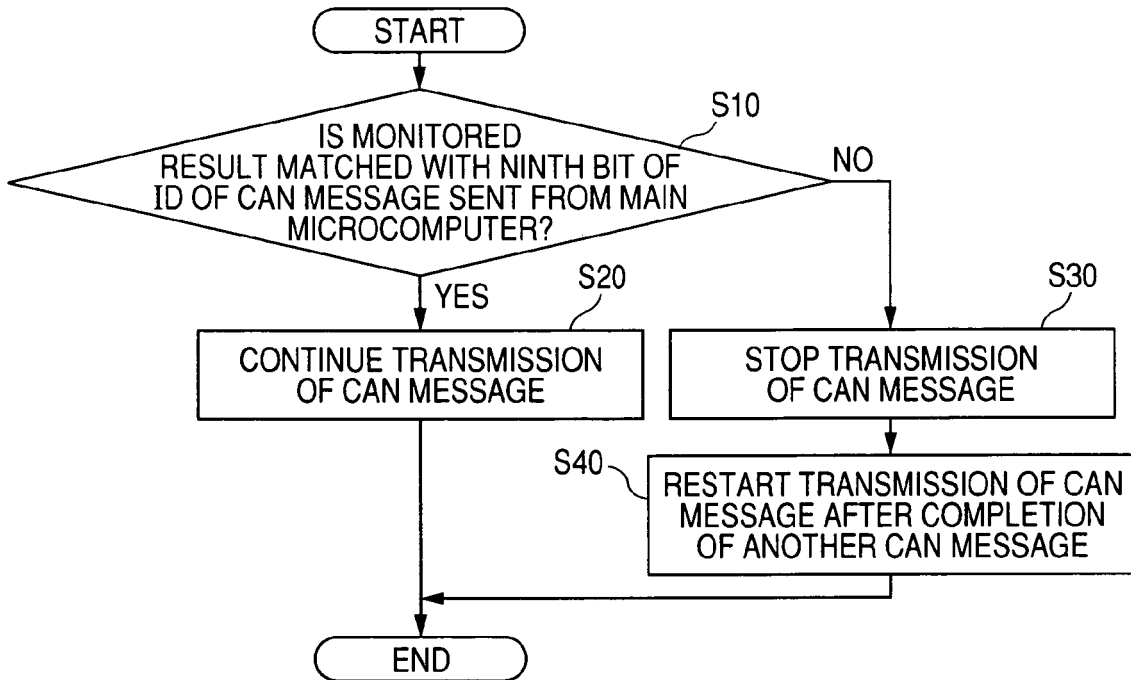 START
S10
IS MONITORED
RESULT MATCHED WITH NINTH BIT OF
ID OF CAN MESSAGE SENT FROM MAIN
MICROCOMPUTER?
NO
YES
S20
CONTINUE TRANSMISSION
OF CAN MESSAGE
S30
STOP TRANSMISSION
OF CAN MESSAGE
S40
RESTART TRANSMISSION OF CAN
MESSAGE AFTER COMPLETION
OF ANOTHER CAN MESSAGE
END